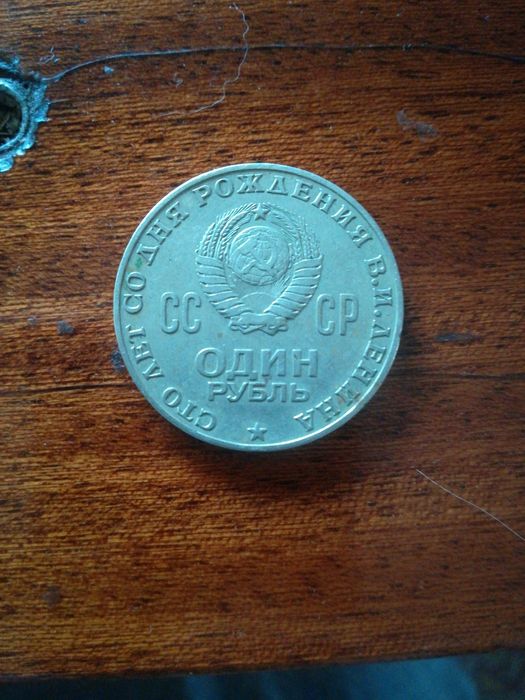 СТО ЛЕТ СО ДНЯ РОЖДЕНИЯ В.И.ЛЕНИНА
СС СР
ОДИН
РУБЛЬ